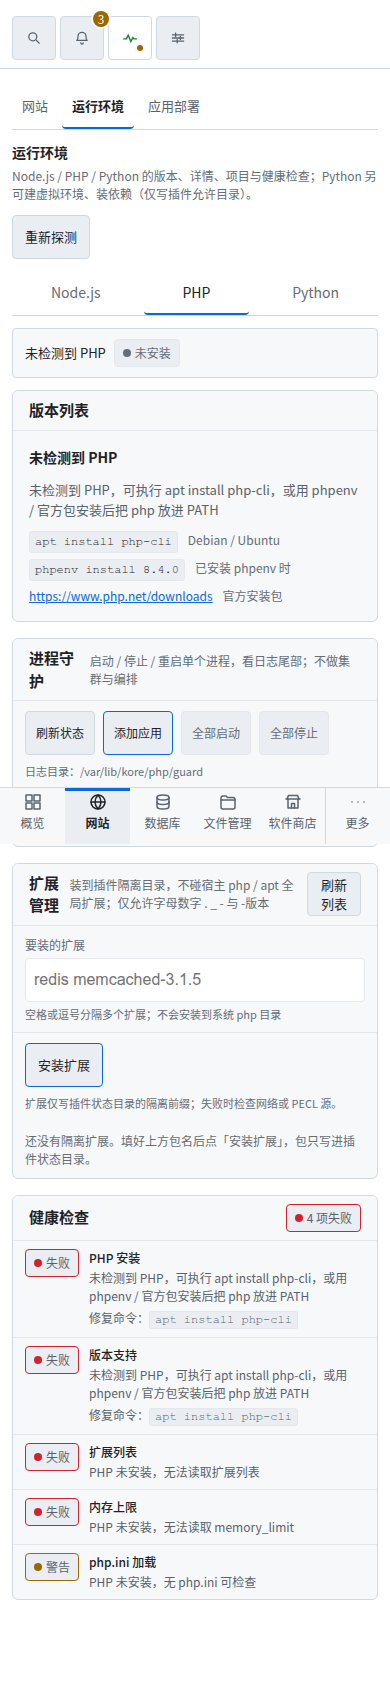 3
网站 运行环境 应用部署
运行环境
Node.js / PHP / Python 的版本、详情、项目与健康检查；Python 另
可建虚拟环境、装依赖（仅写插件允许目录）。
重新探测
Node.js PHP Python
未检测到 PHP 未安装
版本列表
未检测到 PHP
未检测到 PHP，可执行 apt install php-cli，或用 phpenv
/ 官方包安装后把 php 放进 PATH
apt install php-cli Debian / Ubuntu
phpenv install 8.4.0 已安装 phpenv 时
https://www.php.net/downloads 官方安装包
进程守
护
启动 / 停止 / 重启单个进程，看日志尾部；不做集
群与编排
刷新状态 添加应用 全部启动 全部停止
日志目录：/var/lib/kore/php/guard
概览 网站 数据库 文件管理 软件商店 更多
扩展
管理
装到插件隔离目录，不碰宿主 php / apt 全
局扩展；仅允许字母数字 . _ - 与 -版本
刷新
列表
要装的扩展
redis memcached-3.1.5
空格或逗号分隔多个扩展；不会安装到系统 php 目录
安装扩展
扩展仅写插件状态目录的隔离前缀；失败时检查网络或 PECL 源。
还没有隔离扩展。填好上方包名后点「安装扩展」，包只写进插
件状态目录。
健康检查 4 项失败
失败 PHP 安装
未检测到 PHP，可执行 apt install php-cli，或用
phpenv / 官方包安装后把 php 放进 PATH
修复命令： apt install php-cli
失败 版本支持
未检测到 PHP，可执行 apt install php-cli，或用
phpenv / 官方包安装后把 php 放进 PATH
修复命令： apt install php-cli
失败 扩展列表
PHP 未安装，无法读取扩展列表
失败 内存上限
PHP 未安装，无法读 memory_limit
警告 php.ini 加载
PHP 未安装，无 php.ini 可检查